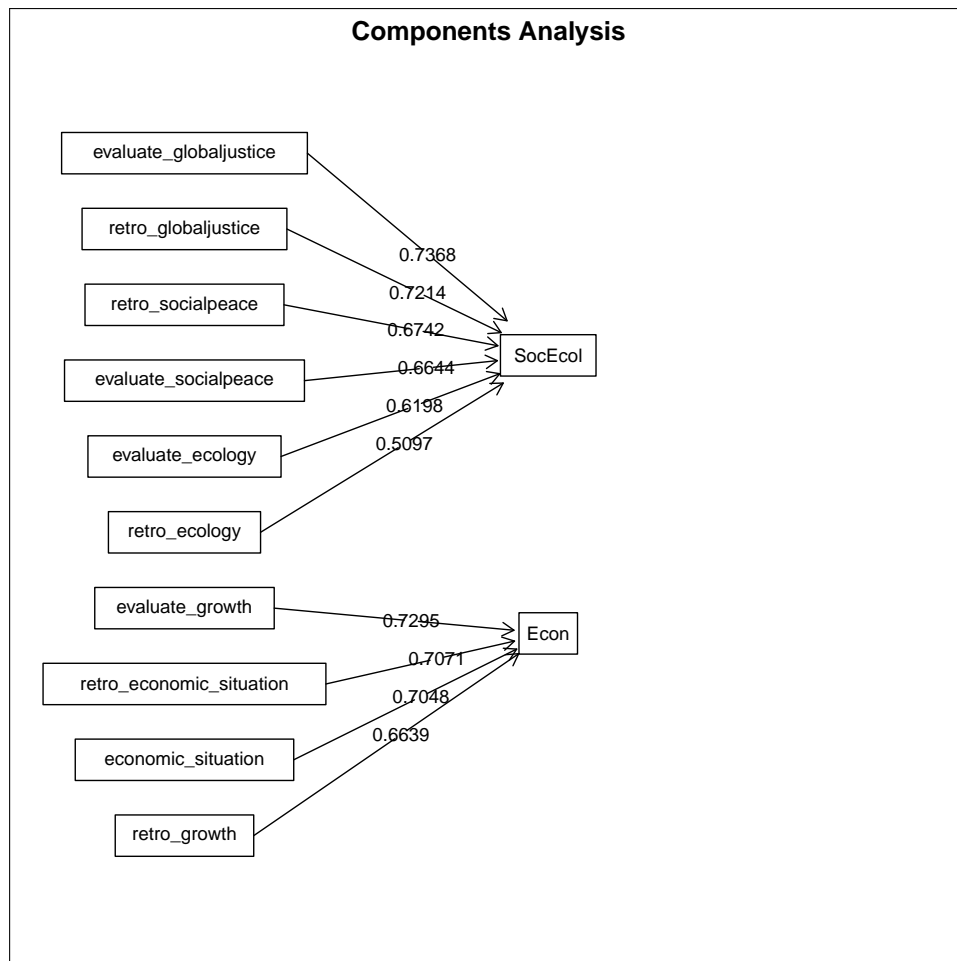 Components Analysis
evaluate_globaljustice
retro_globaljustice
0.7368
0.7214
retro_socialpeace
0.6742
SocEcol
evaluate_socialpeace
0.6644
0.6198
evaluate_ecology
0.5097
retro_ecology
evaluate_growth
0.7295
Econ
0.7071
retro_economic_situation
0.7048
0.6639
economic_situation
retro_growth